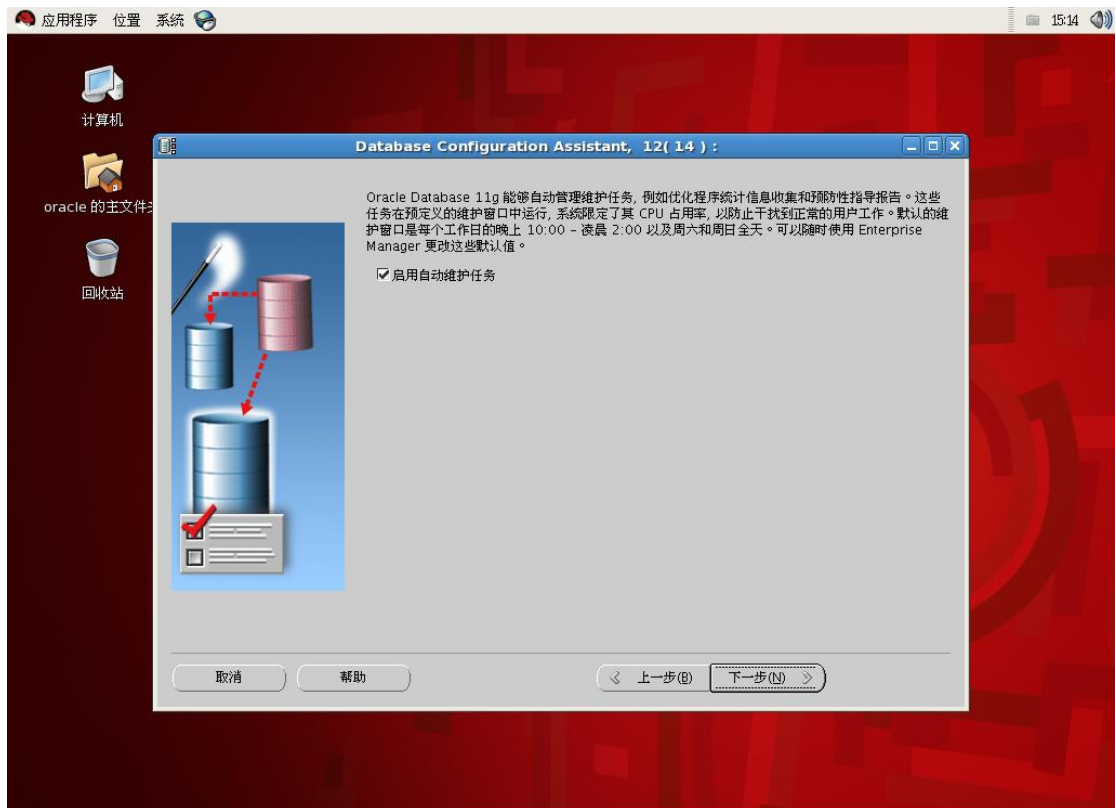 应用程序 位置 系统 15:14
计算机
oracle 的主文件夹
回收站
Database Configuration Assistant, 12( 14 ) :
Oracle Database 11g 能够自动管理维护任务, 例如优化程序统计信息收集和预防性指导报告。这些
任务在预定义的维护窗口中运行, 系统限定了其 CPU 占用率, 以防止干扰到正常的用户工作。默认的维
护窗口是每个工作日的晚上 10:00 – 凌晨 2:00 以及周六和周日全天。可以随时使用 Enterprise
Manager 更改这些默认值。
启用自动维护任务
取消 帮助 上一步(B) 下一步(N)